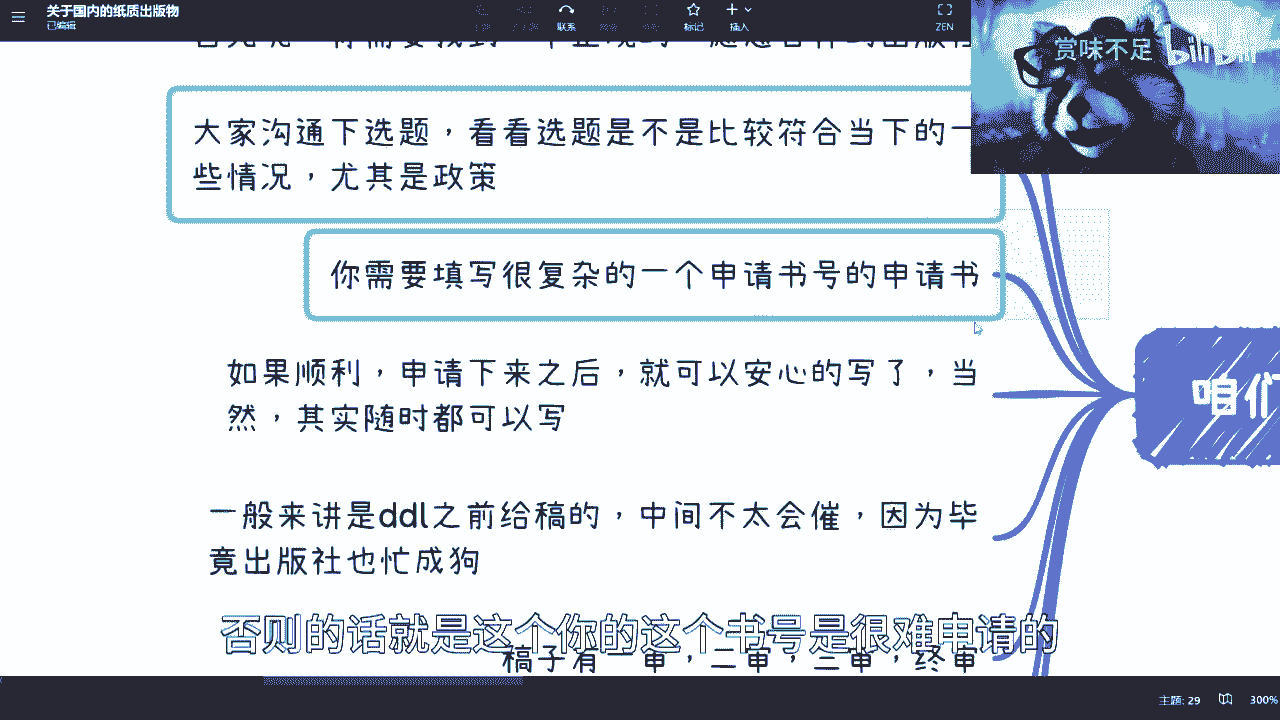 关于国内的纸质出版物
已编辑
联系
标记
插入
ZEN
赏味不足 bilibili
大家沟通下选题，看看选题是不是比较符合当下的一
些情况，尤其是政策
你需要填写很复杂的一个申请书号的申请书
如果顺利，申请下来之后，就可以安心的写了，当
然，其实随时都可以写
咱们
一般来讲是ddl之前给稿的，中间不太会催，因为毕
竟出版社也忙成狗
否则的话就是这个你的这个书号是很难申请的
稿子有一审，二审，三审，终审
主题: 29
300%